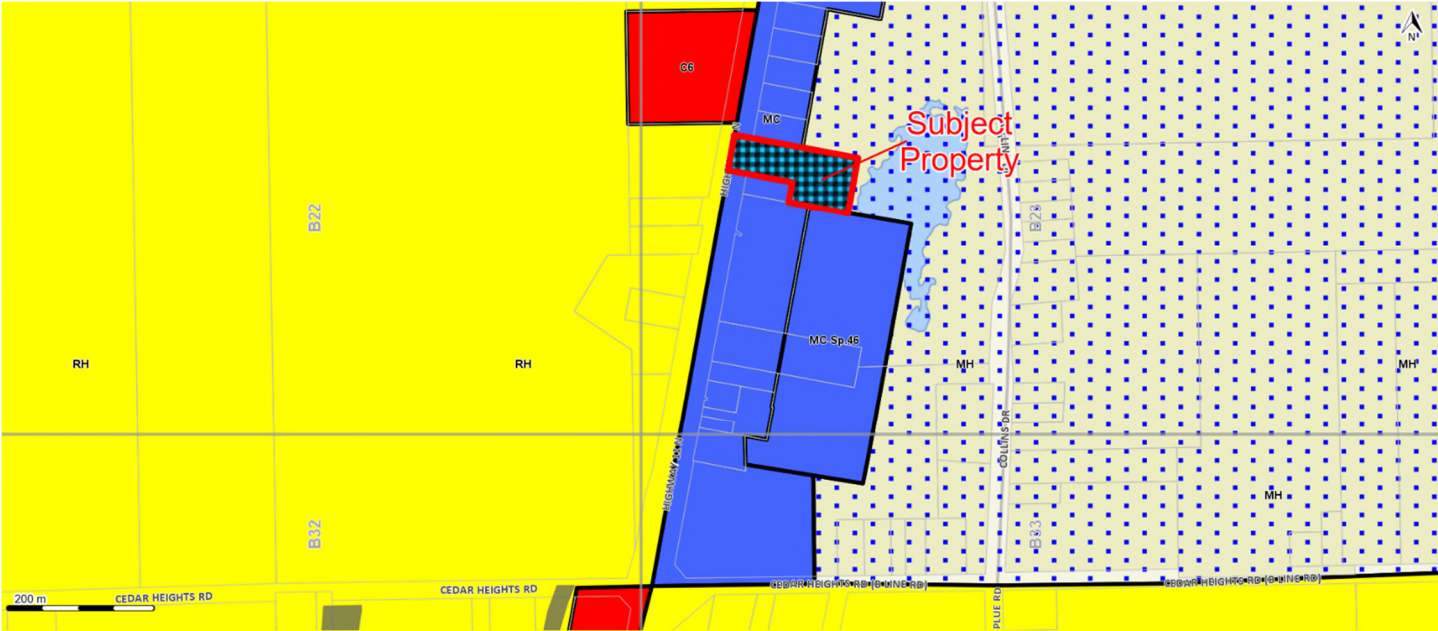 N
C6
MC
Subject
Property
B22
B23
MC-Sp.46
RH
RH
MH
MH
COLLINS DR
HIGHWAY XX N
MH
B32
B33
CEDAR HEIGHTS RD (B LINE RD)
CEDAR HEIGHTS RD (B LINE RD)
CEDAR HEIGHTS RD
CEDAR HEIGHTS RD
200 m
PLUE RD